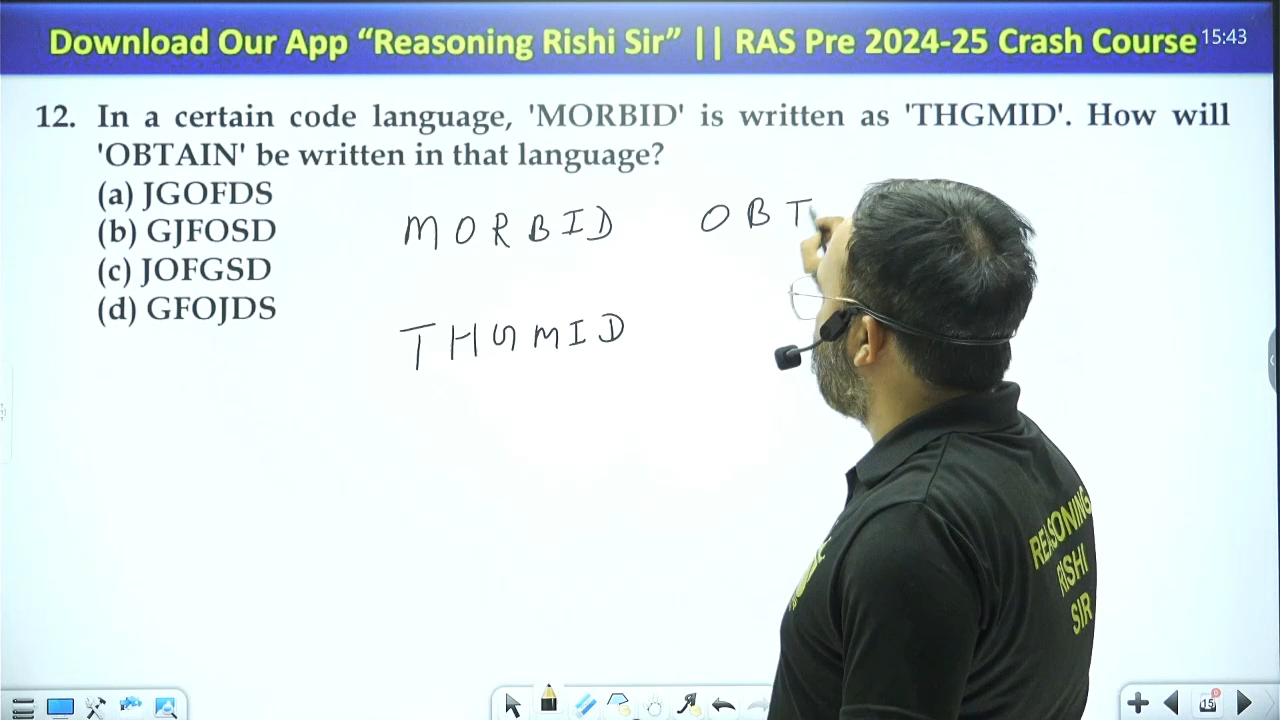 Download Our App “Reasoning Rishi Sir” || RAS Pre 2024-25 Crash Course 15:43
12. In a certain code language, 'MORBID' is written as 'THGMID'. How will
'OBTAIN' be written in that language?
(a) JGOFDS
(b) GJFOSD
(c) JOFGSD
(d) GFOJDS
MORBID OBT
THGMID
REASONING
RISHI
SIR
15